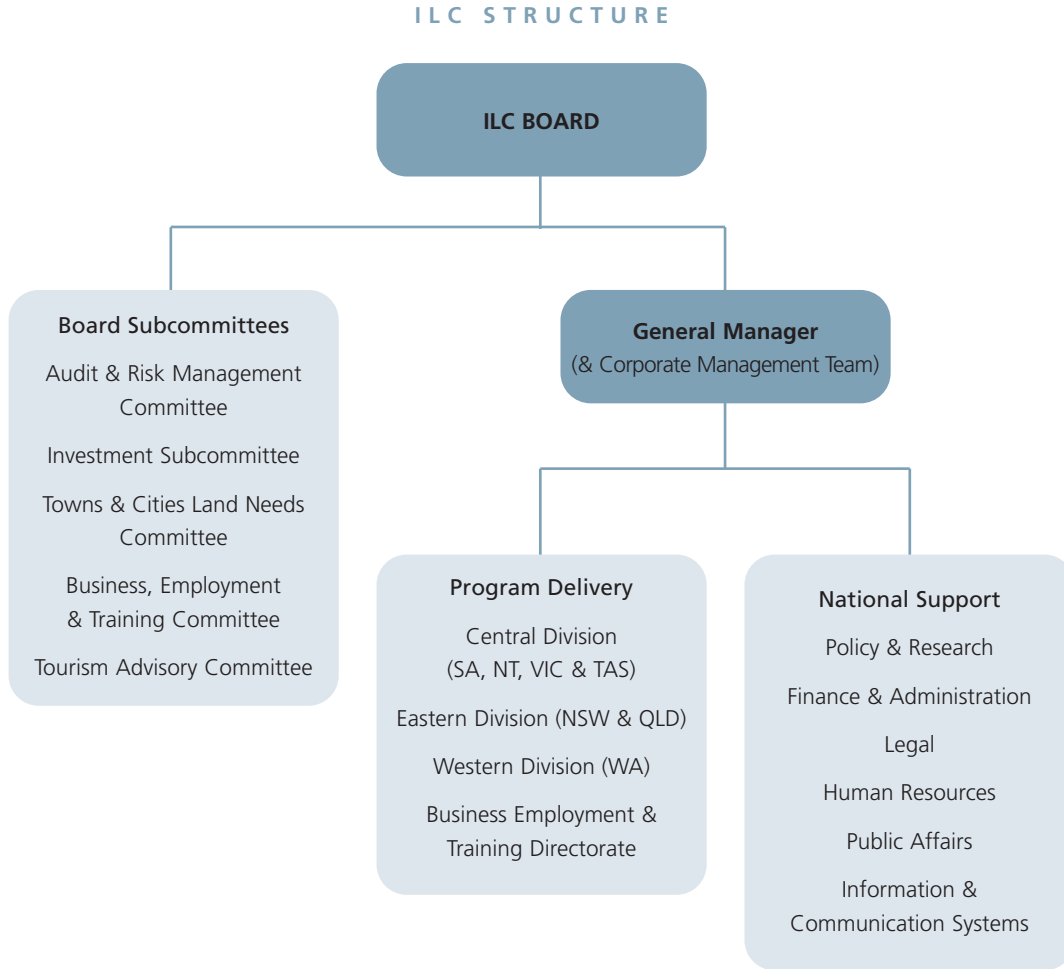 ILC STRUCTURE
ILC BOARD
Board Subcommittees
Audit & Risk Management
Committee
Investment Subcommittee
Towns & Cities Land Needs
Committee
Business, Employment
& Training Committee
Tourism Advisory Committee
General Manager
(& Corporate Management Team)
Program Delivery
Central Division
(SA, NT, VIC & TAS)
Eastern Division (NSW & QLD)
Western Division (WA)
Business Employment &
Training Directorate
National Support
Policy & Research
Finance & Administration
Legal
Human Resources
Public Affairs
Information &
Communication Systems